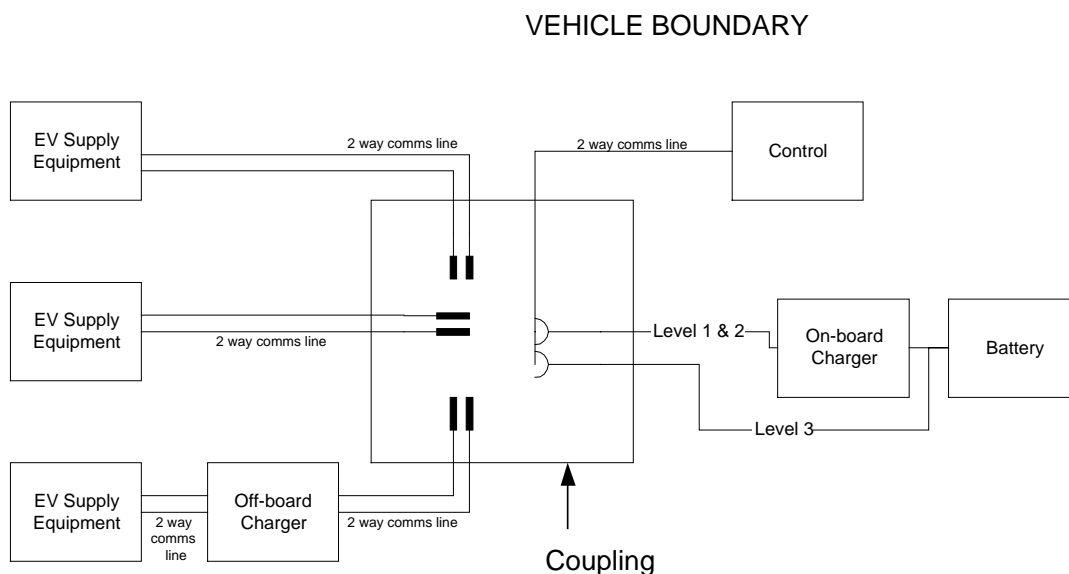 VEHICLE BOUNDARY
EV Supply
Equipment
2 way comms line
2 way comms line
Control
EV Supply
Equipment
2 way comms line
Level 1 & 2
On-board
Charger
Battery
Level 3
EV Supply
Equipment
2 way
comms
line
Off-board
Charger
2 way comms line
Coupling